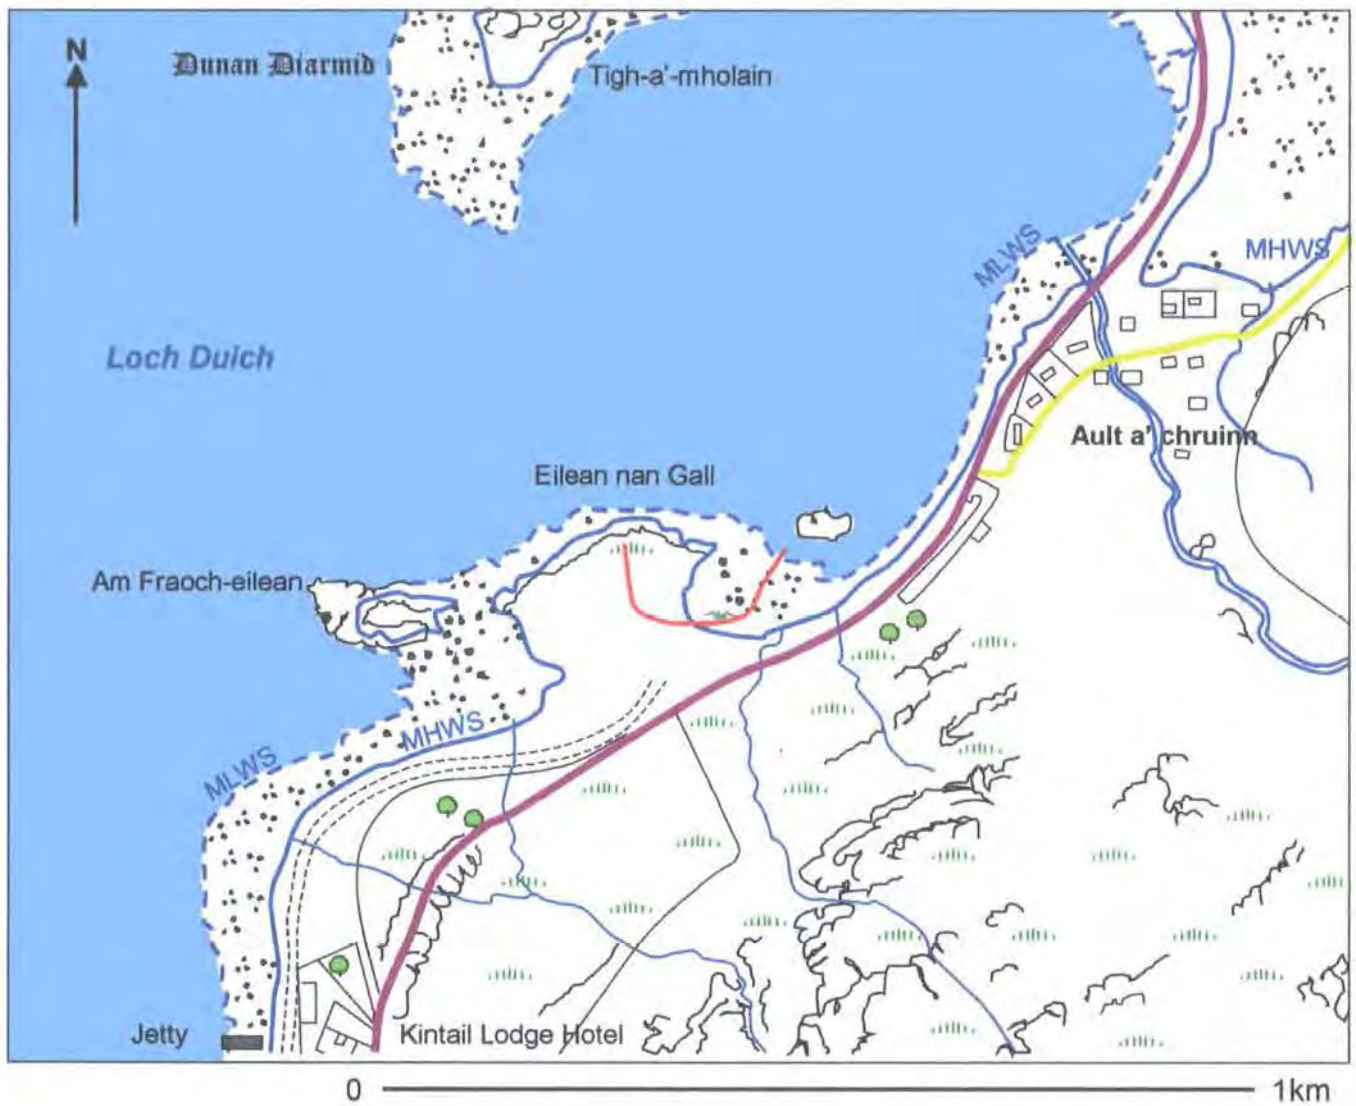 N
Dunan Diarmid
Tigh-a'-mholain
MLWS
MHWS
Loch Duich
Ault a' chruinn
Eilean nan Gall
Am Fraoch-eilean
MHWS
MLWS
Jetty
Kintail Lodge Hotel
0 1km